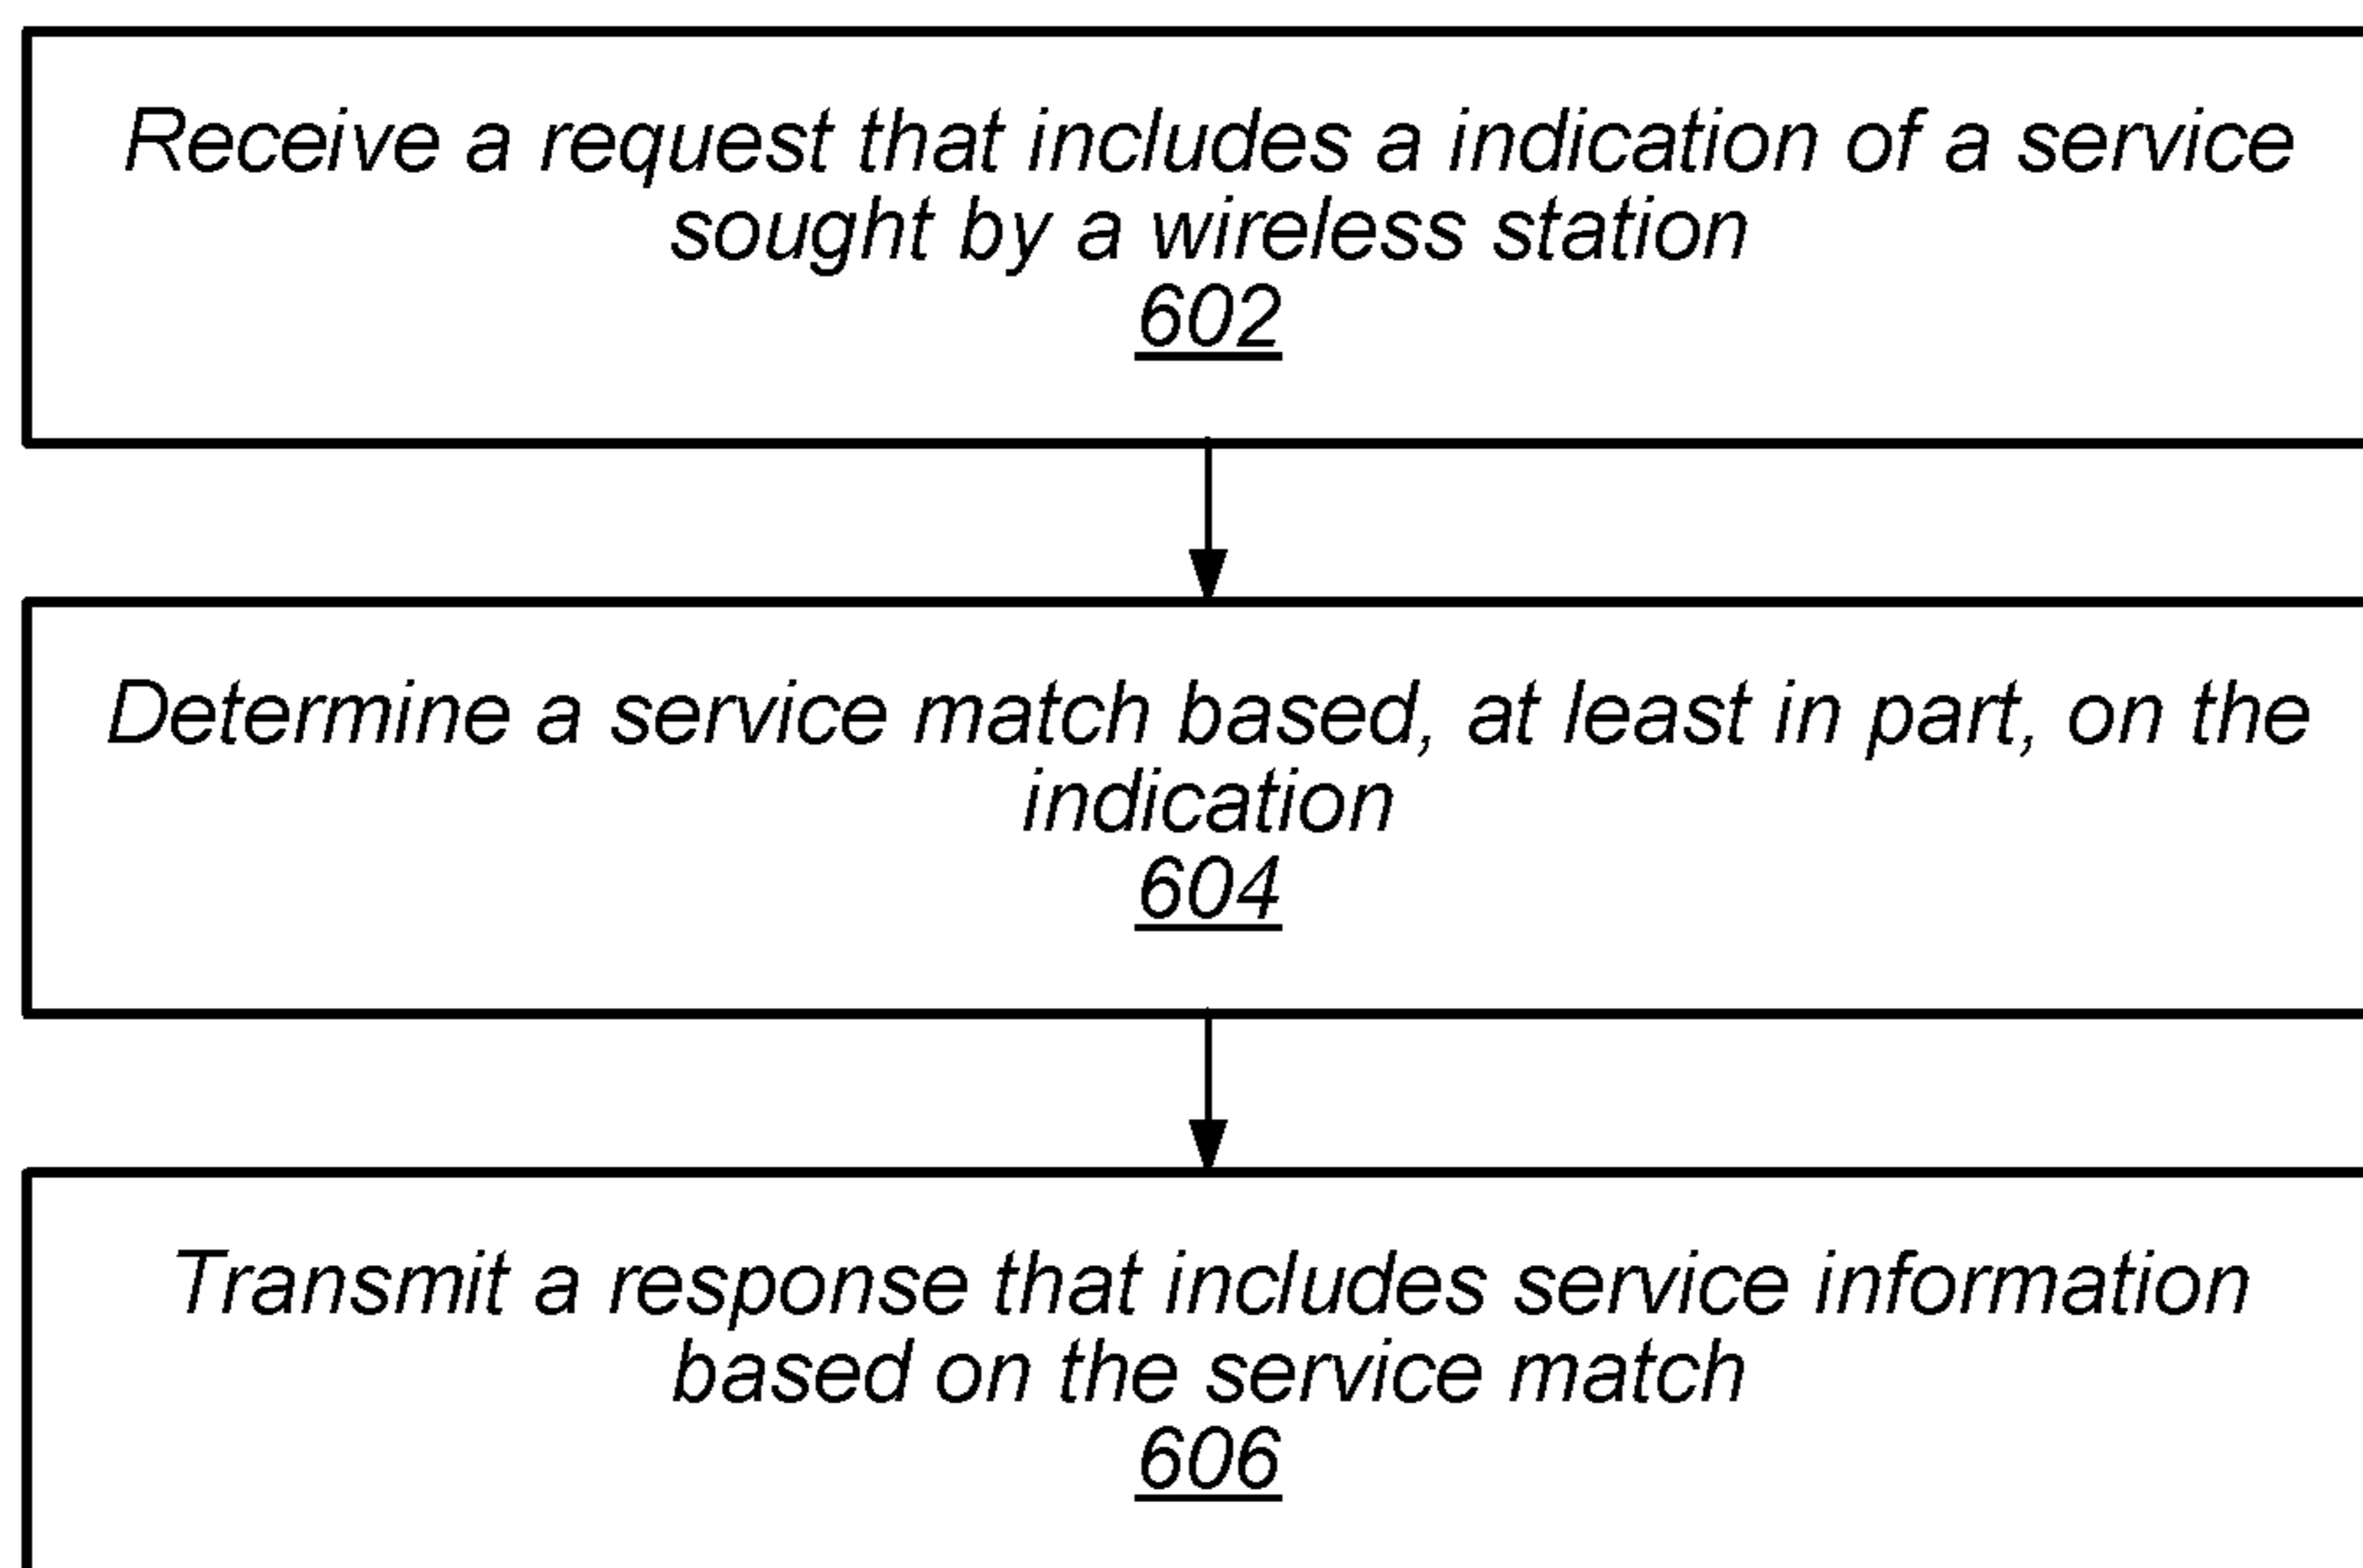 Receive a request that includes a indication of a service
sought by a wireless station
602
Determine a service match based, at least in part, on the
indication
604
Transmit a response that includes service information
based on the service match
606